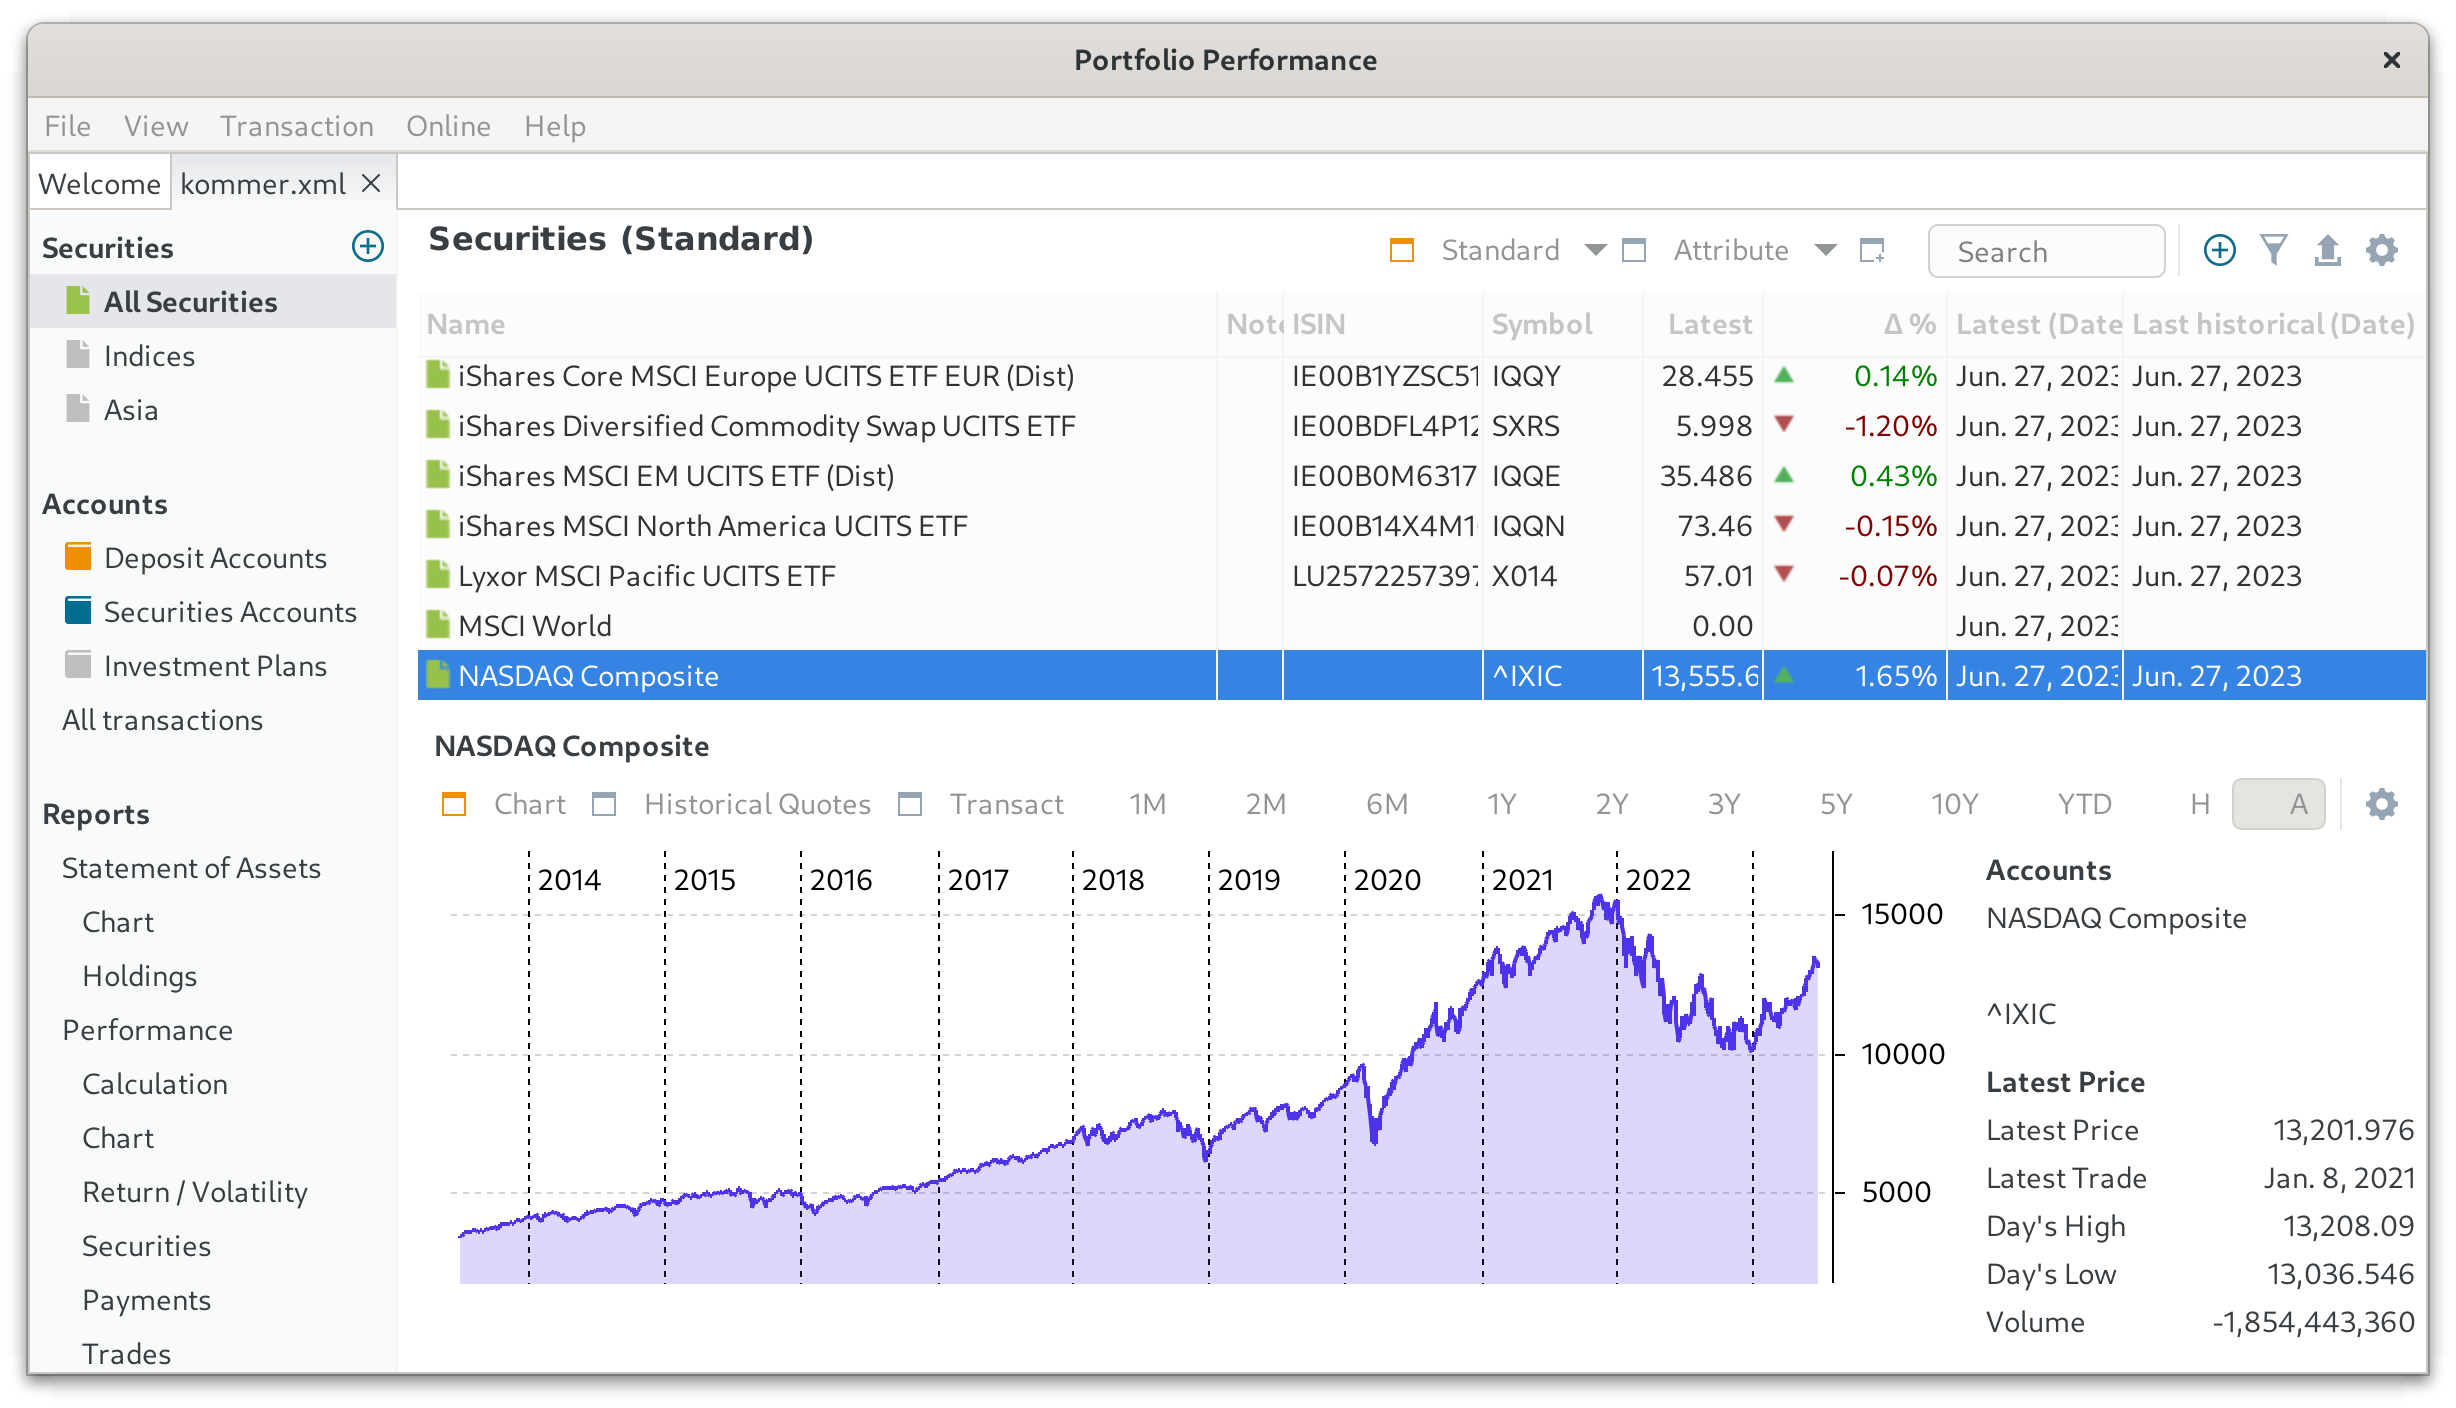 Portfolio Performance
File View Transaction Online Help
Welcome kommer.xml
Securities
All Securities
Indices
Asia
Accounts
Deposit Accounts
Securities Accounts
Investment Plans
All transactions
Reports
Statement of Assets
Chart
Holdings
Performance
Calculation
Chart
Return / Volatility
Securities
Payments
Trades
Securities (Standard)
Standard Attribute Search
Name Note ISIN Symbol Latest Δ % Latest (Date Last historical (Date)
iShares Core MSCI Europe UCITS ETF EUR (Dist) IE00B1YZSC51 IQQY 28.455 0.14% Jun. 27, 2023 Jun. 27, 2023
iShares Diversified Commodity Swap UCITS ETF IE00BDFL4P12 SXRS 5.998 -1.20% Jun. 27, 2023 Jun. 27, 2023
iShares MSCI EM UCITS ETF (Dist) IE00B0M6317 IQQE 35.486 0.43% Jun. 27, 2023 Jun. 27, 2023
iShares MSCI North America UCITS ETF IE00B14X4M1 IQQN 73.46 -0.15% Jun. 27, 2023 Jun. 27, 2023
Lyxor MSCI Pacific UCITS ETF LU2572257397 X014 57.01 -0.07% Jun. 27, 2023 Jun. 27, 2023
MSCI World 0.00 Jun. 27, 2023
NASDAQ Composite ^IXIC 13,555.6 1.65% Jun. 27, 2023 Jun. 27, 2023
NASDAQ Composite
Chart Historical Quotes Transact 1M 2M 6M 1Y 2Y 3Y 5Y 10Y YTD H A
2014 2015 2016 2017 2018 2019 2020 2021 2022
15000
10000
5000
Accounts
NASDAQ Composite
^IXIC
Latest Price
Latest Price 13,201.976
Latest Trade Jan. 8, 2021
Day's High 13,208.09
Day's Low 13,036.546
Volume -1,854,443,360